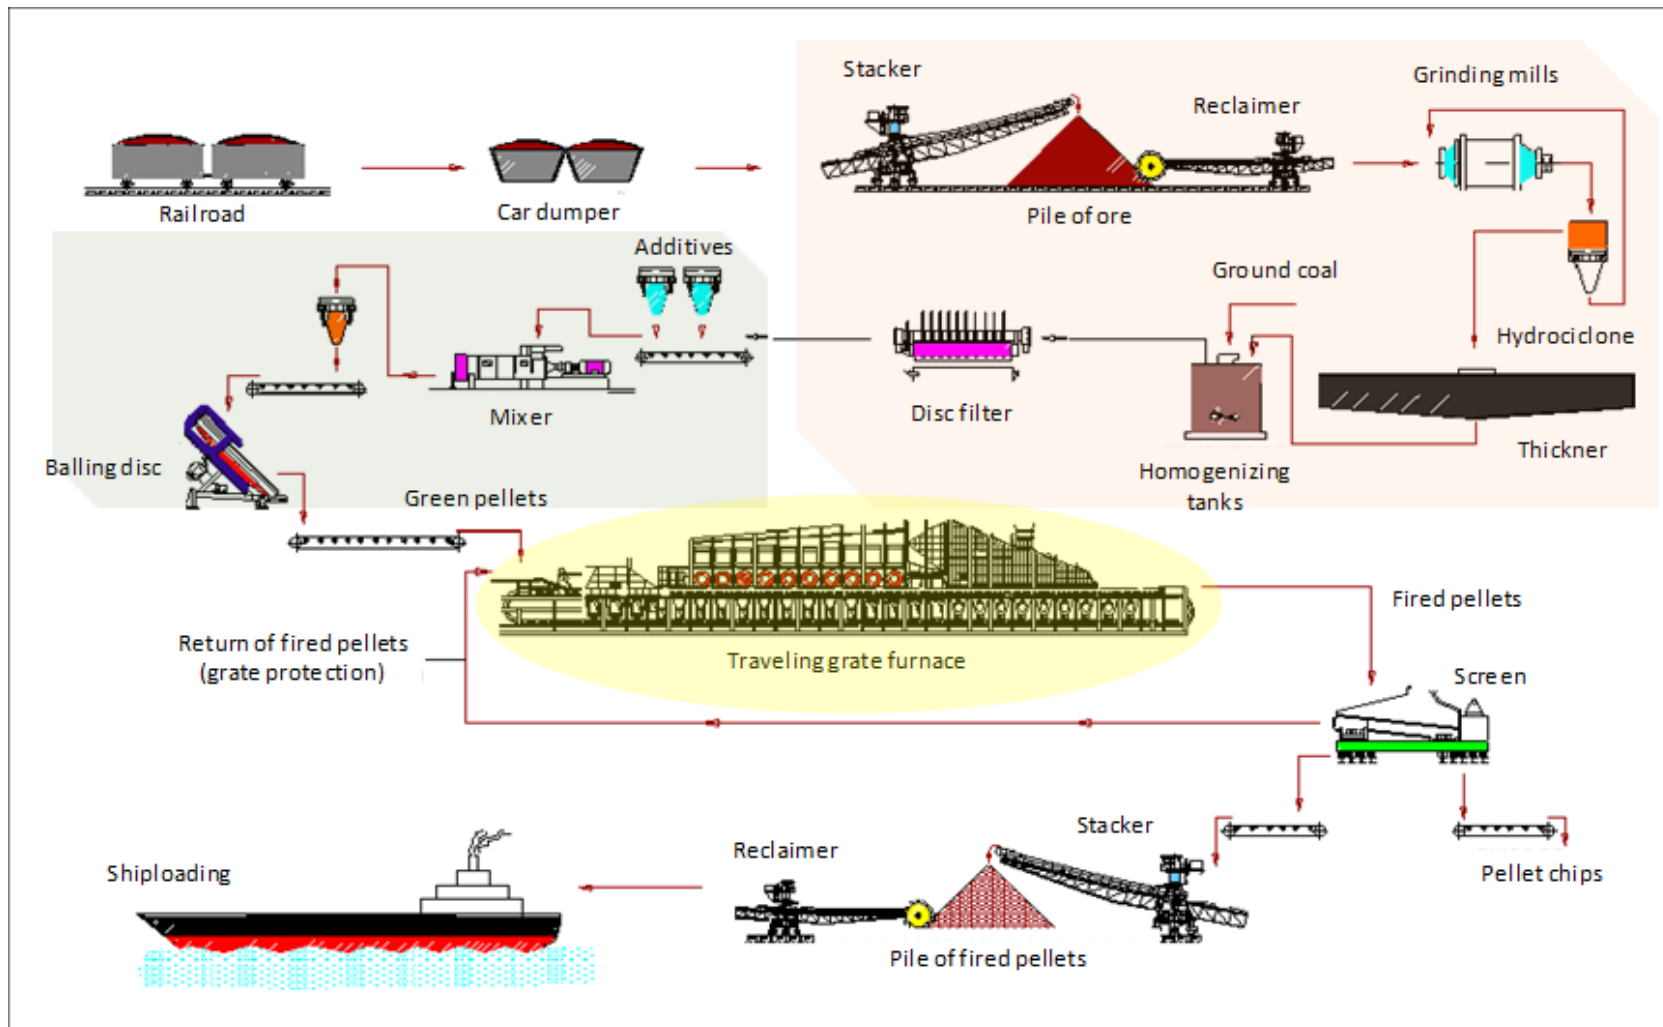 Stacker
Grinding mills
Reclaimer
Railroad
Car dumper
Pile of ore
Additives
Ground coal
Hydrociclone
Mixer
Disc filter
Thickner
Balling disc
Homogenizing
tanks
Green pellets
Fired pellets
Return of fired pellets
(grate protection)
Traveling grate furnace
Screen
Stacker
Reclaimer
Shiploading
Pellet chips
Pile of fired pellets